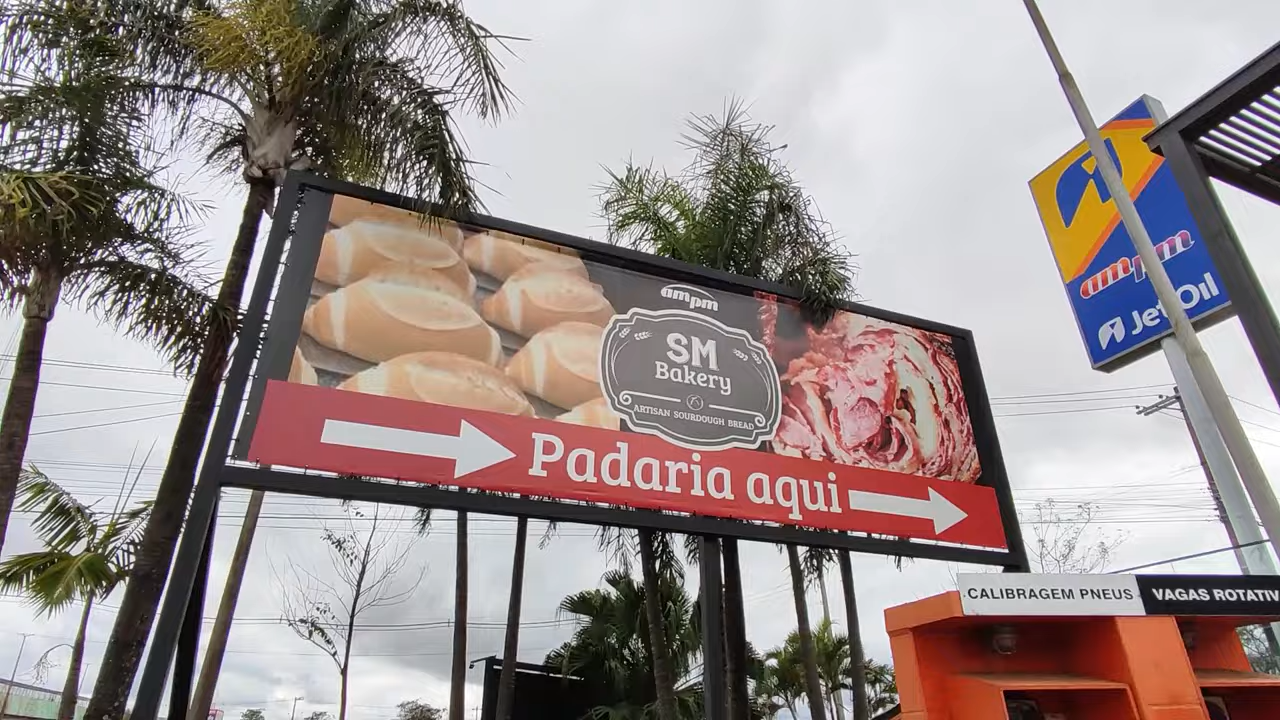 ampm
SM
Bakery
ARTISAN SOURDOUGH BREAD
Padaria aqui
ampm
JetOil
CALIBRAGEM PNEUS
VAGAS ROTATIV